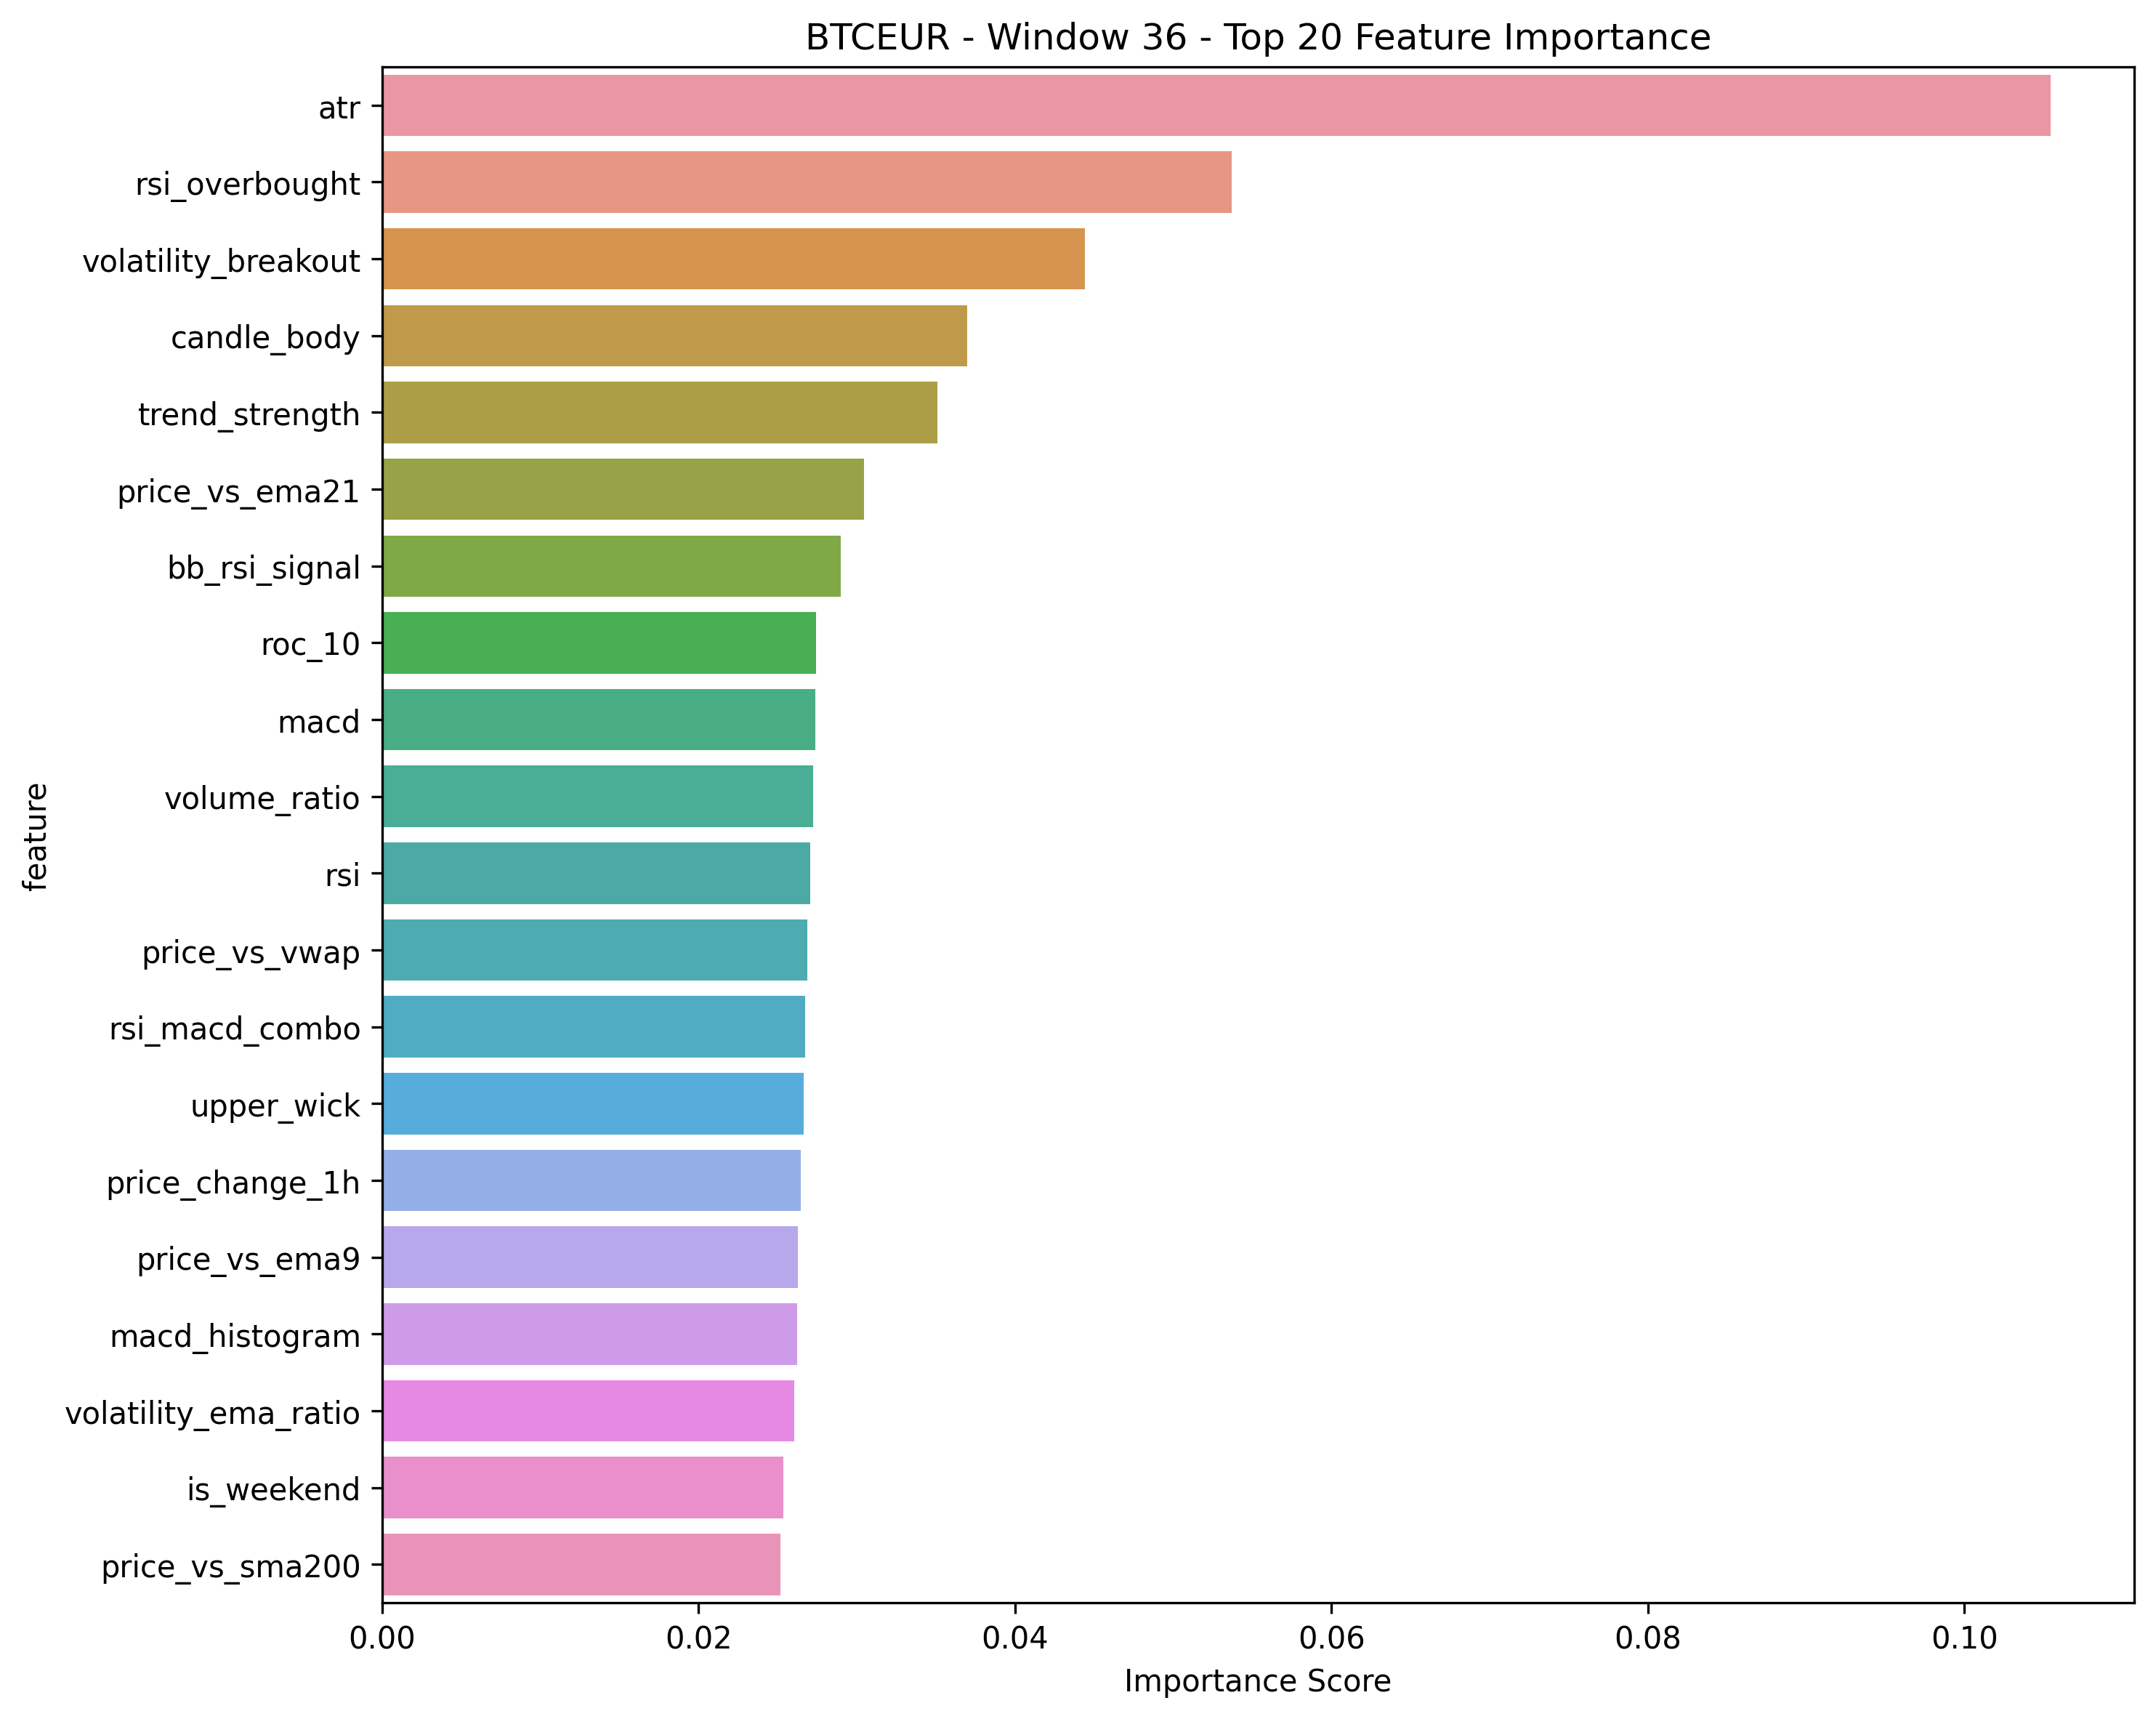 BTCEUR - Window 36 - Top 20 Feature Importance
atr
rsi_overbought
volatility_breakout
candle_body
trend_strength
price_vs_ema21
bb_rsi_signal
roc_10
macd
volume_ratio
rsi
price_vs_vwap
rsi_macd_combo
upper_wick
price_change_1h
price_vs_ema9
macd_histogram
volatility_ema_ratio
is_weekend
price_vs_sma200
feature
0.00 0.02 0.04 0.06 0.08 0.10
Importance Score